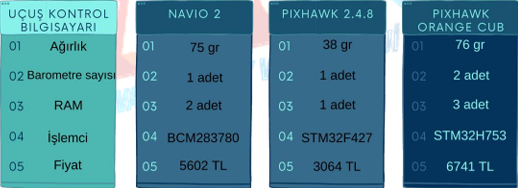 UÇUŞ KONTROL
BİLGİSAYARI
01 Ağırlık
02 Barometre sayısı
03 RAM
04 İşlemci
05 Fiyat
NAVIO 2
01 75 gr
02 1 adet
03 2 adet
04 BCM283780
05 5602 TL
PIXHAWK 2.4.8
01 38 gr
02 1 adet
03 1 adet
04 STM32F427
05 3064 TL
PIXHAWK
ORANGE CUB
01 76 gr
02 2 adet
03 3 adet
04 STM32H753
05 6741 TL